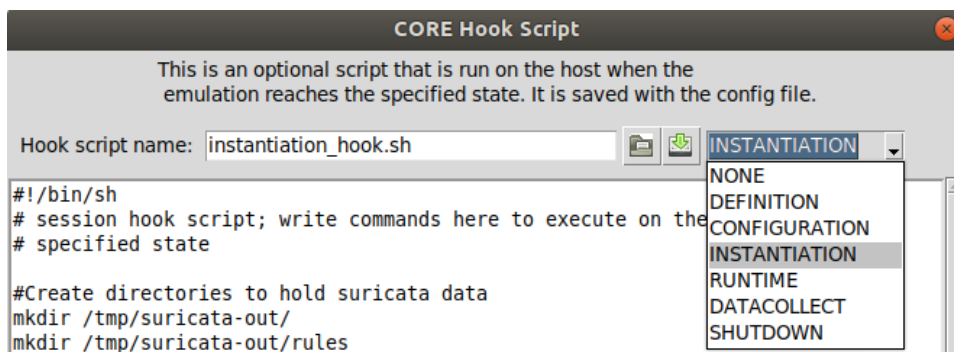 CORE Hook Script
This is an optional script that is run on the host when the
emulation reaches the specified state. It is saved with the config file.
Hook script name: instantiation_hook.sh INSTANTIATION
NONE
DEFINITION
CONFIGURATION
INSTANTIATION
RUNTIME
DATACOLLECT
SHUTDOWN
#!/bin/sh
# session hook script; write commands here to execute on the
# specified state
#Create directories to hold suricata data
mkdir /tmp/suricata-out/
mkdir /tmp/suricata-out/rules